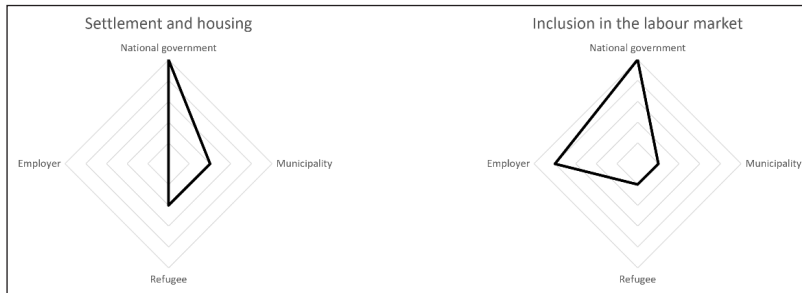 Settlement and housing
National government
Employer
Municipality
Refugee
Inclusion in the labour market
National government
Employer
Municipality
Refugee